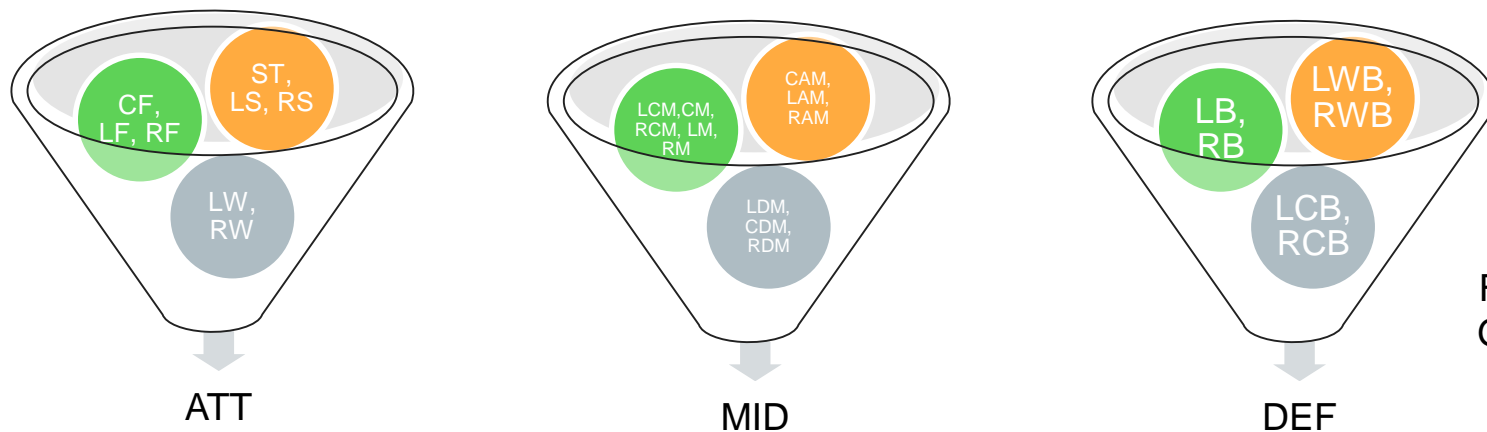 CF,
LF, RF
ST,
LS, RS
LW,
RW
ATT
LCM,CM,
RCM, LM,
RM
CAM,
LAM,
RAM
LDM,
CDM,
RDM
MID
LB,
RB
LWB,
RWB
LCB,
RCB
DEF